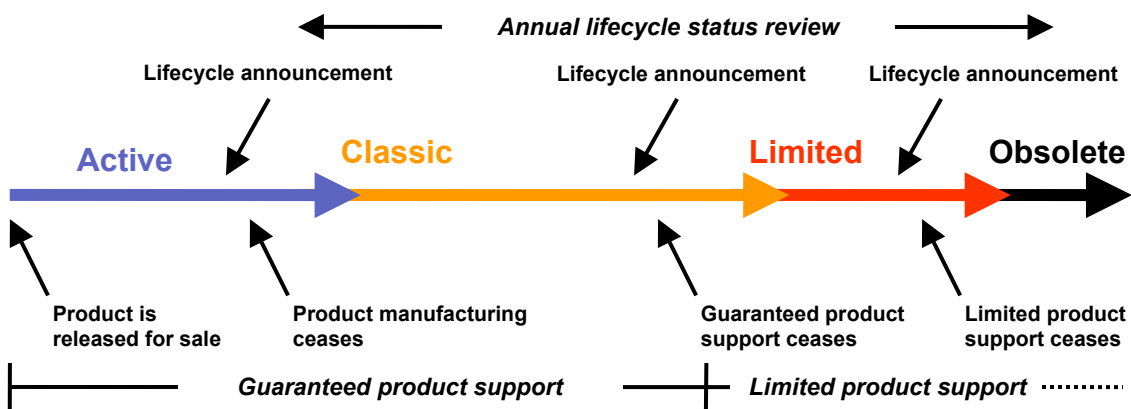 Annual lifecycle status review
Lifecycle announcement
Lifecycle announcement
Lifecycle announcement
Active
Classic
Limited
Obsolete
Product is
released for sale
Product manufacturing
ceases
Guaranteed product
support ceases
Limited product
support ceases
Guaranteed product support
Limited product support